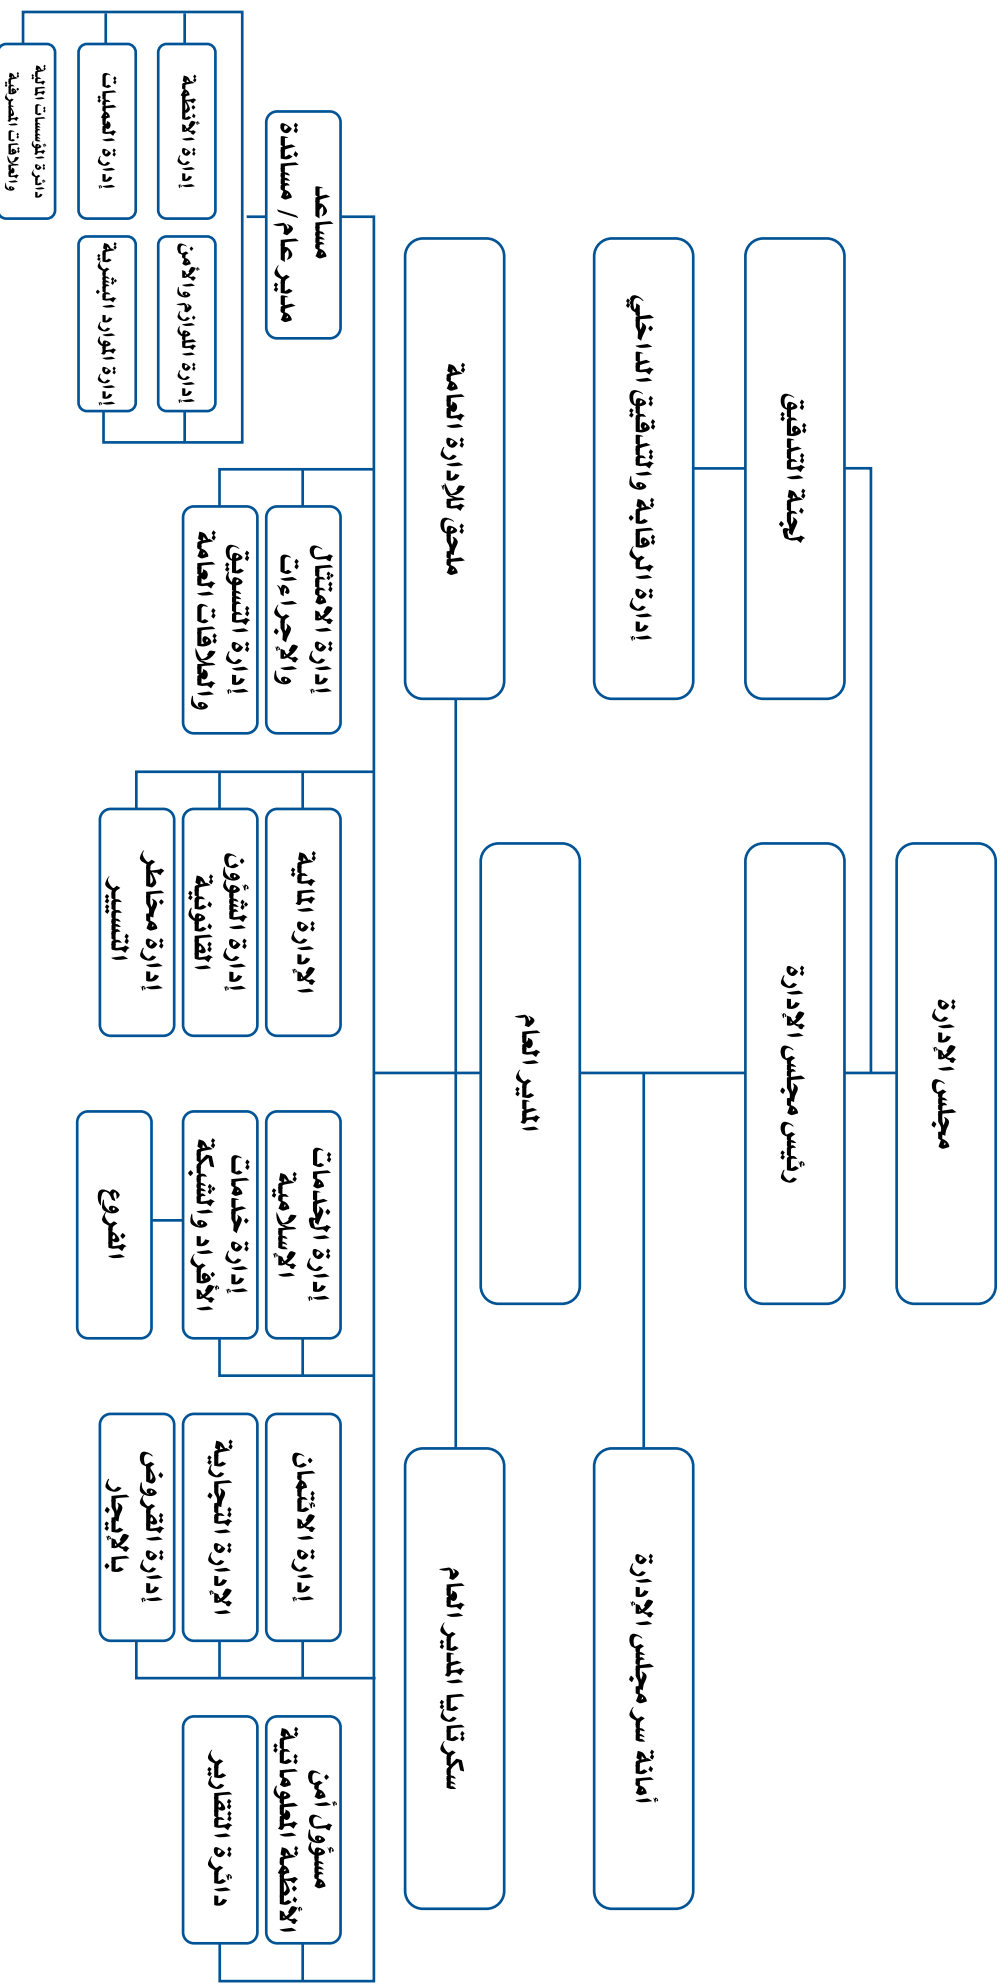 مجلس الإدارة
لجنة التدقيق
رئيس مجلس الإدارة
إدارة الرقابة والتدقيق الداخلي
أمانة سر مجلس الإدارة
المدير العام
ملحق للإدارة العامة
سكرتاريا المدير العام
مساعد
مدير عام/ مساندة
إدارة الأنظمة
إدارة اللوازم والأمن
إدارة العمليات
إدارة الموارد البشرية
دائرة المؤسسات المالية
والعلاقات المصرفية
إدارة الامتثال
والإجراءات
إدارة التسويق
والعلاقات العامة
الإدارة المالية
إدارة الشؤون
القانونية
إدارة مخاطر
التسيير
إدارة الخدمات
الإسلامية
إدارة خدمات
الأفراد والشبكة
الفروع
إدارة الائتمان
الإدارة التجارية
إدارة القروض
بالإيجار
مسؤول أمن
الأنظمة المعلوماتية
دائرة التقارير